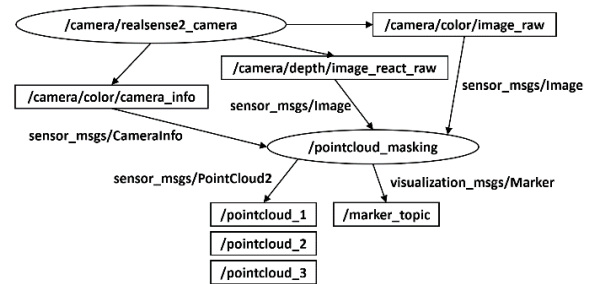 /camera/realsense2_camera
/camera/color/image_raw
/camera/depth/image_react_raw
/camera/color/camera_info
sensor_msgs/Image
sensor_msgs/Image
sensor_msgs/CameraInfo
/pointcloud_masking
sensor_msgs/PointCloud2
visualization_msgs/Marker
/pointcloud_1
/marker_topic
/pointcloud_2
/pointcloud_3